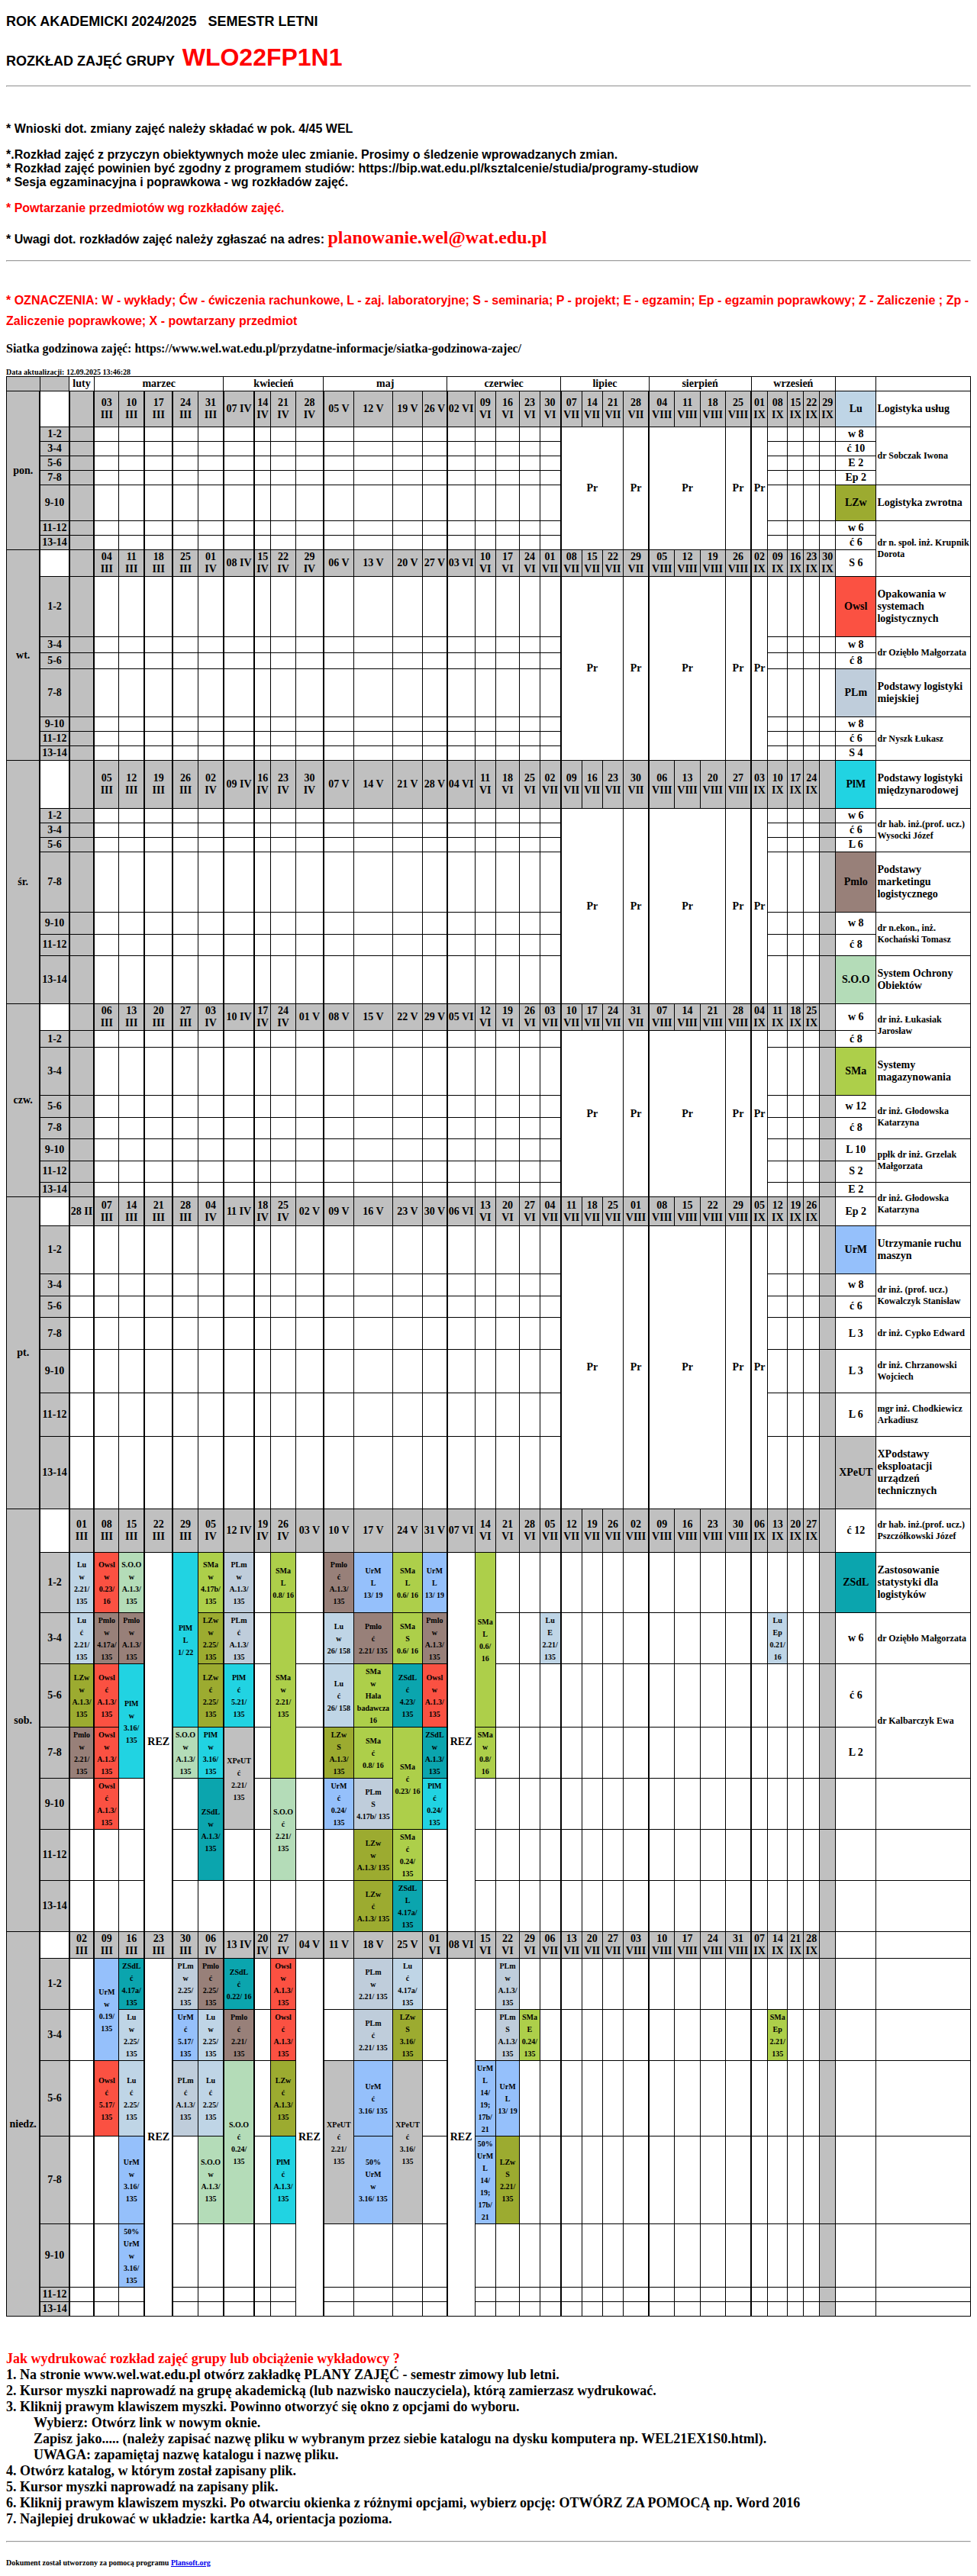 ROK AKADEMICKI 2024/2025 SEMESTR LETNI
ROZKŁAD ZAJĘĆ GRUPY WLO22FP1N1
* Wnioski dot. zmiany zajęć należy składać w pok. 4/45 WEL
*.Rozkład zajęć z przyczyn obiektywnych może ulec zmianie. Prosimy o śledzenie wprowadzanych zmian.
* Rozkład zajęć powinien być zgodny z programem studiów: https://bip.wat.edu.pl/ksztalcenie/studia/programy-studiow
* Sesja egzaminacyjna i poprawkowa - wg rozkładów zajęć.
* Powtarzanie przedmiotów wg rozkładów zajęć.
* Uwagi dot. rozkładów zajęć należy zgłaszać na adres: planowanie.wel@wat.edu.pl
* OZNACZENIA: W - wykłady; Ćw - ćwiczenia rachunkowe, L - zaj. laboratoryjne; S - seminaria; P - projekt; E - egzamin; Ep - egzamin poprawkowy; Z - Zaliczenie ; Zp -
Zaliczenie poprawkowe; X - powtarzany przedmiot
Siatka godzinowa zajęć: https://www.wel.wat.edu.pl/przydatne-informacje/siatka-godzinowa-zajec/
Data aktualizacji: 12.09.2025 13:46:28
luty marzec kwiecień maj czerwiec lipiec sierpień wrzesień
pon. 03 III 10 III 17 III 24 III 31 III 07 IV 14 IV 21 IV 28 IV 05 V 12 V 19 V 26 V 02 VI 09 VI 16 VI 23 VI 30 VI 07 VII 14 VII 21 VII 28 VII 04 VIII 11 VIII 18 VIII 25 VIII 01 IX 08 IX 15 IX 22 IX 29 IX Lu Logistyka usług
1-2 w 8 dr Sobczak Iwona
3-4 ć 10
5-6 E 2
7-8 Pr Pr Pr Pr Pr Ep 2
9-10 LZw Logistyka zwrotna
11-12 w 6 dr n. społ. inż. Krupnik Dorota
13-14 ć 6
wt. 04 III 11 III 18 III 25 III 01 IV 08 IV 15 IV 22 IV 29 IV 06 V 13 V 20 V 27 V 03 VI 10 VI 17 VI 24 VI 01 VII 08 VII 15 VII 22 VII 29 VII 05 VIII 12 VIII 19 VIII 26 VIII 02 IX 09 IX 16 IX 23 IX 30 IX S 6
1-2 Owsl Opakowania w systemach logistycznych
3-4 w 8 dr Oziębło Małgorzata
5-6 Pr Pr Pr Pr Pr ć 8
7-8 PLm Podstawy logistyki miejskiej
9-10 w 8 dr Nyszk Łukasz
11-12 ć 6
13-14 S 4
śr. 05 III 12 III 19 III 26 III 02 IV 09 IV 16 IV 23 IV 30 IV 07 V 14 V 21 V 28 V 04 VI 11 VI 18 VI 25 VI 02 VII 09 VII 16 VII 23 VII 30 VII 06 VIII 13 VIII 20 VIII 27 VIII 03 IX 10 IX 17 IX 24 IX PlM Podstawy logistyki międzynarodowej
1-2 w 6 dr hab. inż.(prof. ucz.) Wysocki Józef
3-4 ć 6
5-6 L 6
7-8 Pmlo Podstawy marketingu logistycznego
9-10 Pr Pr Pr Pr Pr w 8 dr n.ekon., inż. Kochański Tomasz
11-12 ć 8
13-14 S.O.O System Ochrony Obiektów
czw. 06 III 13 III 20 III 27 III 03 IV 10 IV 17 IV 24 IV 01 V 08 V 15 V 22 V 29 V 05 VI 12 VI 19 VI 26 VI 03 VII 10 VII 17 VII 24 VII 31 VII 07 VIII 14 VIII 21 VIII 28 VIII 04 IX 11 IX 18 IX 25 IX w 6 dr inż. Łukasiak Jarosław
1-2 ć 8
3-4 SMa Systemy magazynowania
5-6 Pr Pr Pr Pr Pr w 12 dr inż. Głodowska Katarzyna
7-8 ć 8
9-10 L 10 ppłk dr inż. Grzelak Małgorzata
11-12 S 2
13-14 E 2 dr inż. Głodowska Katarzyna
pt. 28 II 07 III 14 III 21 III 28 III 04 IV 11 IV 18 IV 25 IV 02 V 09 V 16 V 23 V 30 V 06 VI 13 VI 20 VI 27 VI 04 VII 11 VII 18 VII 25 VII 01 VIII 08 VIII 15 VIII 22 VIII 29 VIII 05 IX 12 IX 19 IX 26 IX Ep 2
1-2 UrM Utrzymanie ruchu maszyn
3-4 w 8 dr inż. (prof. ucz.) Kowalczyk Stanisław
5-6 ć 6
7-8 L 3 dr inż. Cypko Edward
9-10 Pr Pr Pr Pr Pr L 3 dr inż. Chrzanowski Wojciech
11-12 L 6 mgr inż. Chodkiewicz Arkadiusz
13-14 XPeUT XPodstawy eksploatacji urządzeń technicznych
sob. 01 III 08 III 15 III 22 III 29 III 05 IV 12 IV 19 IV 26 IV 03 V 10 V 17 V 24 V 31 V 07 VI 14 VI 21 VI 28 VI 05 VII 12 VII 19 VII 26 VII 02 VIII 09 VIII 16 VIII 23 VIII 30 VIII 06 IX 13 IX 20 IX 27 IX ć 12 dr hab. inż.(prof. ucz.) Pszczółkowski Józef
1-2 Lu w 2.21/ 135 Owsl w 0.23/ 16 S.O.O w A.1.3/ 135 REZ PlM L 1/ 22 SMa w 4.17b/ 135 PLm w A.1.3/ 135 SMa L 0.8/ 16 Pmlo ć A.1.3/ 135 UrM L 13/ 19 SMa L 0.6/ 16 UrM L 13/ 19 REZ SMa L 0.6/ 16 ZSdL Zastosowanie statystyki dla logistyków
3-4 Lu ć 2.21/ 135 Pmlo w 4.17a/ 135 Pmlo w A.1.3/ 135 LZw w 2.25/ 135 PLm ć A.1.3/ 135 SMa w 2.21/ 135 Lu w 26/ 158 Pmlo ć 2.21/ 135 SMa S 0.6/ 16 Pmlo w A.1.3/ 135 Lu E 2.21/ 135 Lu Ep 0.21/ 16 w 6 dr Oziębło Małgorzata
5-6 LZw w A.1.3/ 135 Owsl ć A.1.3/ 135 PlM w 3.16/ 135 LZw ć 2.25/ 135 PlM ć 5.21/ 135 Lu ć 26/ 158 SMa w Hala badawcza 16 ZSdL ć 4.23/ 135 Owsl w A.1.3/ 135 ć 6 dr Kalbarczyk Ewa
7-8 Pmlo w 2.21/ 135 Owsl w A.1.3/ 135 S.O.O w A.1.3/ 135 PlM w 3.16/ 135 XPeUT ć 2.21/ 135 LZw S A.1.3/ 135 SMa ć 0.8/ 16 SMa ć 0.23/ 16 ZSdL w A.1.3/ 135 SMa w 0.8/ 16 L 2
9-10 Owsl ć A.1.3/ 135 ZSdL w A.1.3/ 135 S.O.O ć 2.21/ 135 UrM ć 0.24/ 135 PLm S 4.17b/ 135 PlM ć 0.24/ 135
11-12 LZw w A.1.3/ 135 SMa ć 0.24/ 135
13-14 LZw ć A.1.3/ 135 ZSdL L 4.17a/ 135
niedz. 02 III 09 III 16 III 23 III 30 III 06 IV 13 IV 20 IV 27 IV 04 V 11 V 18 V 25 V 01 VI 08 VI 15 VI 22 VI 29 VI 06 VII 13 VII 20 VII 27 VII 03 VIII 10 VIII 17 VIII 24 VIII 31 VIII 07 IX 14 IX 21 IX 28 IX
1-2 UrM w 0.19/ 135 ZSdL ć 4.17a/ 135 REZ PLm w 2.25/ 135 Pmlo ć 2.25/ 135 ZSdL ć 0.22/ 16 Owsl w A.1.3/ 135 REZ PLm w 2.21/ 135 Lu ć 4.17a/ 135 REZ PLm w A.1.3/ 135
3-4 Lu w 2.25/ 135 UrM ć 5.17/ 135 Lu w 2.25/ 135 Pmlo ć 2.21/ 135 Owsl ć A.1.3/ 135 PLm ć 2.21/ 135 LZw S 3.16/ 135 PLm S A.1.3/ 135 SMa E 0.24/ 135 SMa Ep 2.21/ 135
5-6 Owsl ć 5.17/ 135 Lu ć 2.25/ 135 PLm ć A.1.3/ 135 Lu ć 2.25/ 135 S.O.O ć 0.24/ 135 LZw ć A.1.3/ 135 XPeUT ć 2.21/ 135 UrM ć 3.16/ 135 XPeUT ć 3.16/ 135 UrM L 14/ 19; 17b/ 21 UrM L 13/ 19
7-8 UrM w 3.16/ 135 S.O.O w A.1.3/ 135 PlM ć A.1.3/ 135 50% UrM w 3.16/ 135 50% UrM L 14/ 19; 17b/ 21 LZw S 2.21/ 135
9-10 50% UrM w 3.16/ 135
11-12
13-14
Jak wydrukować rozkład zajęć grupy lub obciążenie wykładowcy ?
1. Na stronie www.wel.wat.edu.pl otwórz zakładkę PLANY ZAJĘĆ - semestr zimowy lub letni.
2. Kursor myszki naprowadź na grupę akademicką (lub nazwisko nauczyciela), którą zamierzasz wydrukować.
3. Kliknij prawym klawiszem myszki. Powinno otworzyć się okno z opcjami do wyboru.
Wybierz: Otwórz link w nowym oknie.
Zapisz jako..... (należy zapisać nazwę pliku w wybranym przez siebie katalogu na dysku komputera np. WEL21EX1S0.html).
UWAGA: zapamiętaj nazwę katalogu i nazwę pliku.
4. Otwórz katalog, w którym został zapisany plik.
5. Kursor myszki naprowadź na zapisany plik.
6. Kliknij prawym klawiszem myszki. Po otwarciu okienka z różnymi opcjami, wybierz opcję: OTWÓRZ ZA POMOCĄ np. Word 2016
7. Najlepiej drukować w układzie: kartka A4, orientacja pozioma.
Dokument został utworzony za pomocą programu Plansoft.org